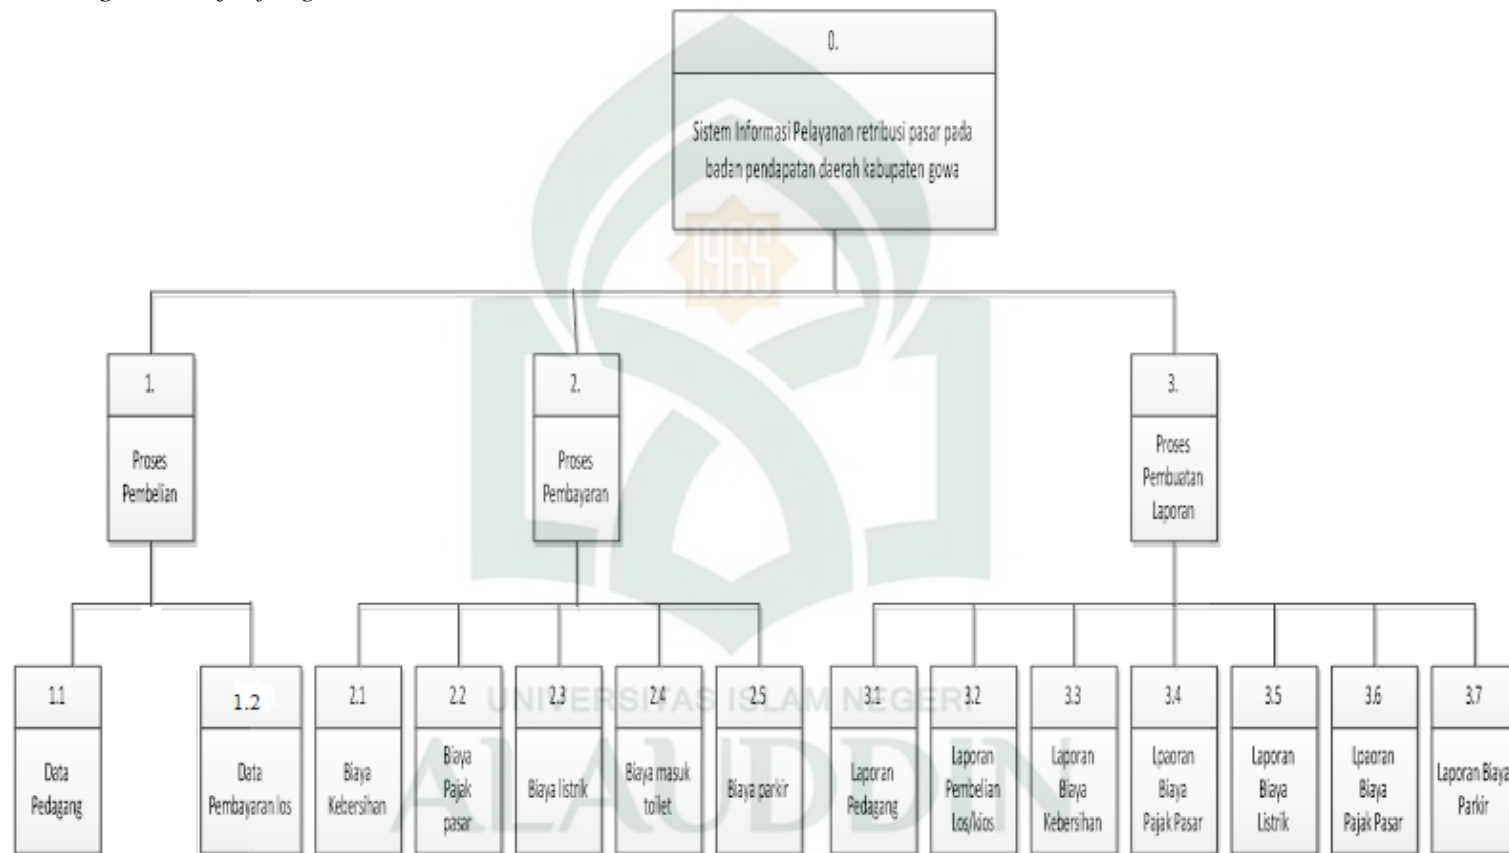 0.
Sistem Informasi Pelayanan retribusi pasar pada
badan pendapatan daerah kabupaten gowa
1965
1.
Proses
Pembelian
2.
Proses
Pembayaran
3.
Proses
Pembuatan
Laporan
1.1
Data
Pedagang
1.2
Data
Pembayaran los
2.1
Biaya
Kebersihan
2.2
Biaya
Pajak
pasar
2.3
Biaya listrik
2.4
Biaya masuk
toilet
2.5
Biaya parkir
3.1
Laporan
Pedagang
3.2
Laporan
Pembelian
Los/kios
3.3
Laporan
Biaya
Kebersihan
3.4
Lpaoran
Biaya
Pajak Pasar
3.5
Laporan
Biaya
Listrik
3.6
Lpaoran
Biaya
Pajak Pasar
3.7
Laporan Biaya
Parkir
UNIVERSITAS ISLAM NEGERI
ALAUDDIN